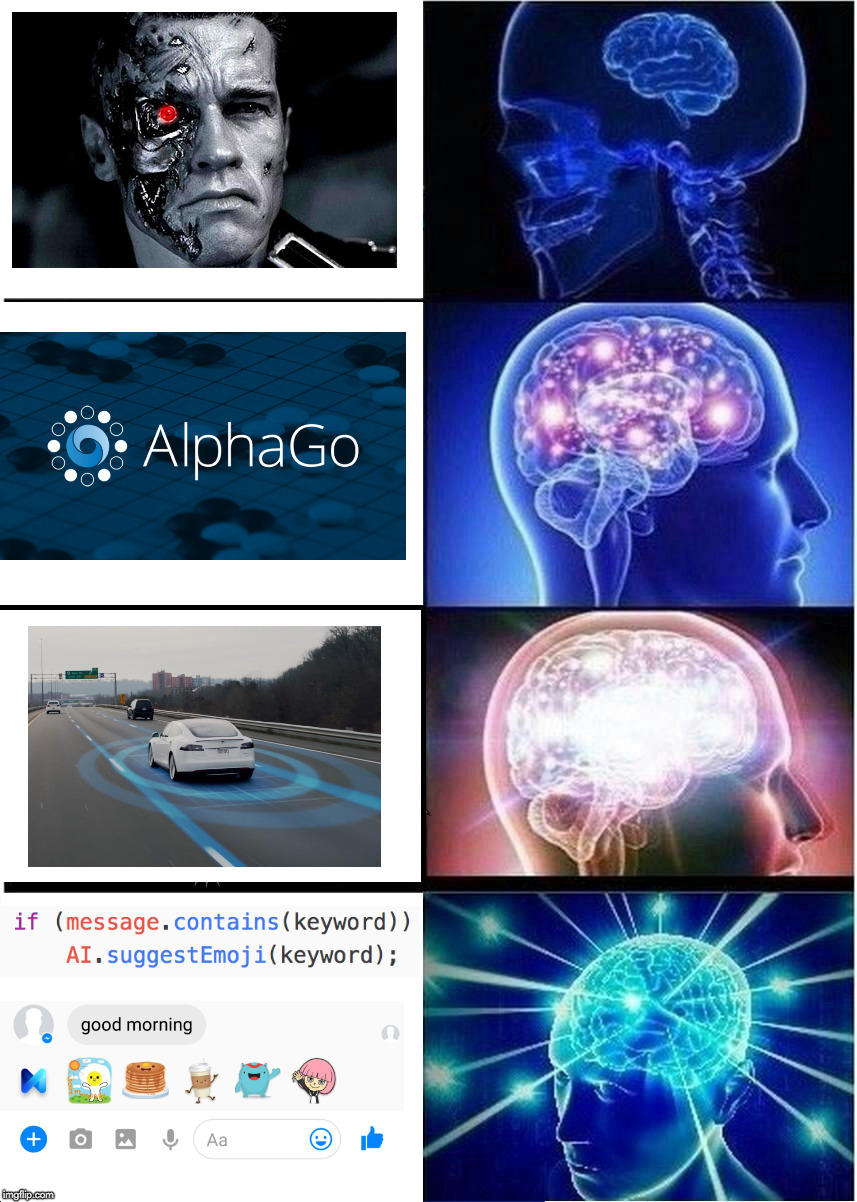 AlphaGo
if (message.contains(keyword))
AI.suggestEmoji(keyword);
good morning
Aa
imgflip.com